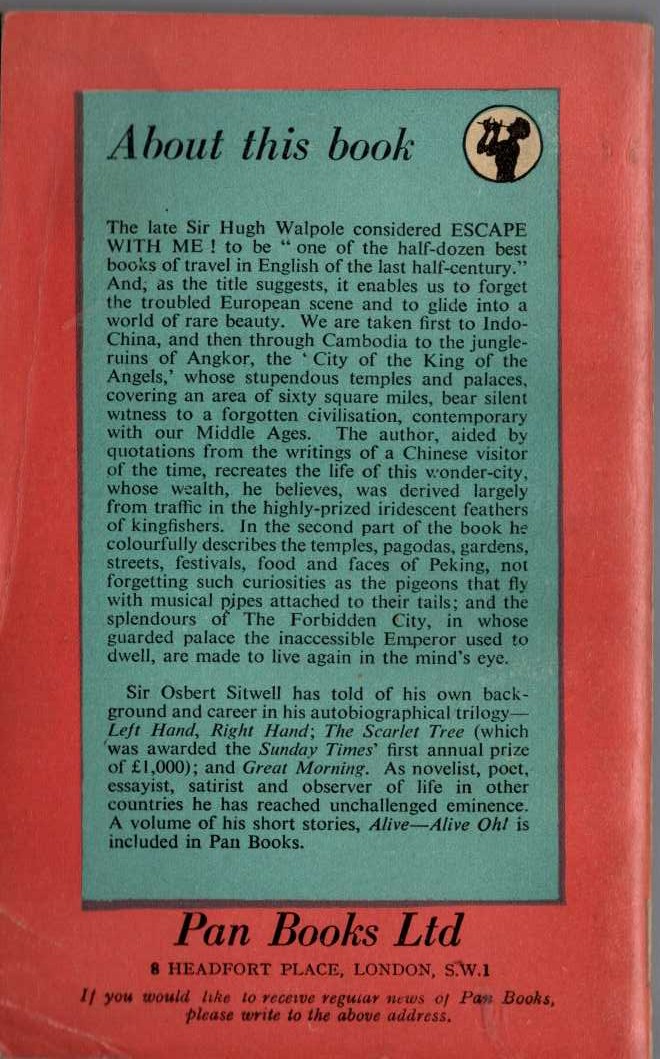 About this book
The late Sir Hugh Walpole considered ESCAPE
WITH ME ! to be “ one of the half-dozen best
books of travel in English of the last half-century.”
And, as the title suggests, it enables us to forget
the troubled European scene and to glide into a
world of rare beauty. We are taken first to Indo-
China, and then through Cambodia to the jungle-
ruins of Angkor, the ‘ City of the King of the
Angels,’ whose stupendous temples and palaces,
covering an area of sixty square miles, bear silent
witness to a forgotten civilisation, contemporary
with our Middle Ages. The author, aided by
quotations from the writings of a Chinese visitor
of the time, recreates the life of this wonder-city,
whose wealth, he believes, was derived largely
from traffic in the highly-prized iridescent feathers
of kingfishers. In the second part of the book he
colourfully describes the temples, pagodas, gardens,
streets, festivals, food and faces of Peking, not
forgetting such curiosities as the pigeons that fly
with musical pipes attached to their tails; and the
splendours of The Forbidden City, in whose
guarded palace the inaccessible Emperor used to
dwell, are made to live again in the mind’s eye.
Sir Osbert Sitwell has told of his own back-
ground and career in his autobiographical trilogy—
Left Hand, Right Hand; The Scarlet Tree (which
was awarded the Sunday Times’ first annual prize
of £1,000); and Great Morning. As novelist, poet,
essayist, satirist and observer of life in other
countries he has reached unchallenged eminence.
A volume of his short stories, Alive—Alive Oh! is
included in Pan Books.
Pan Books Ltd
8 HEADFORT PLACE, LONDON, S.W.1
If you would like to receive regular news of Pan Books,
please write to the above address.